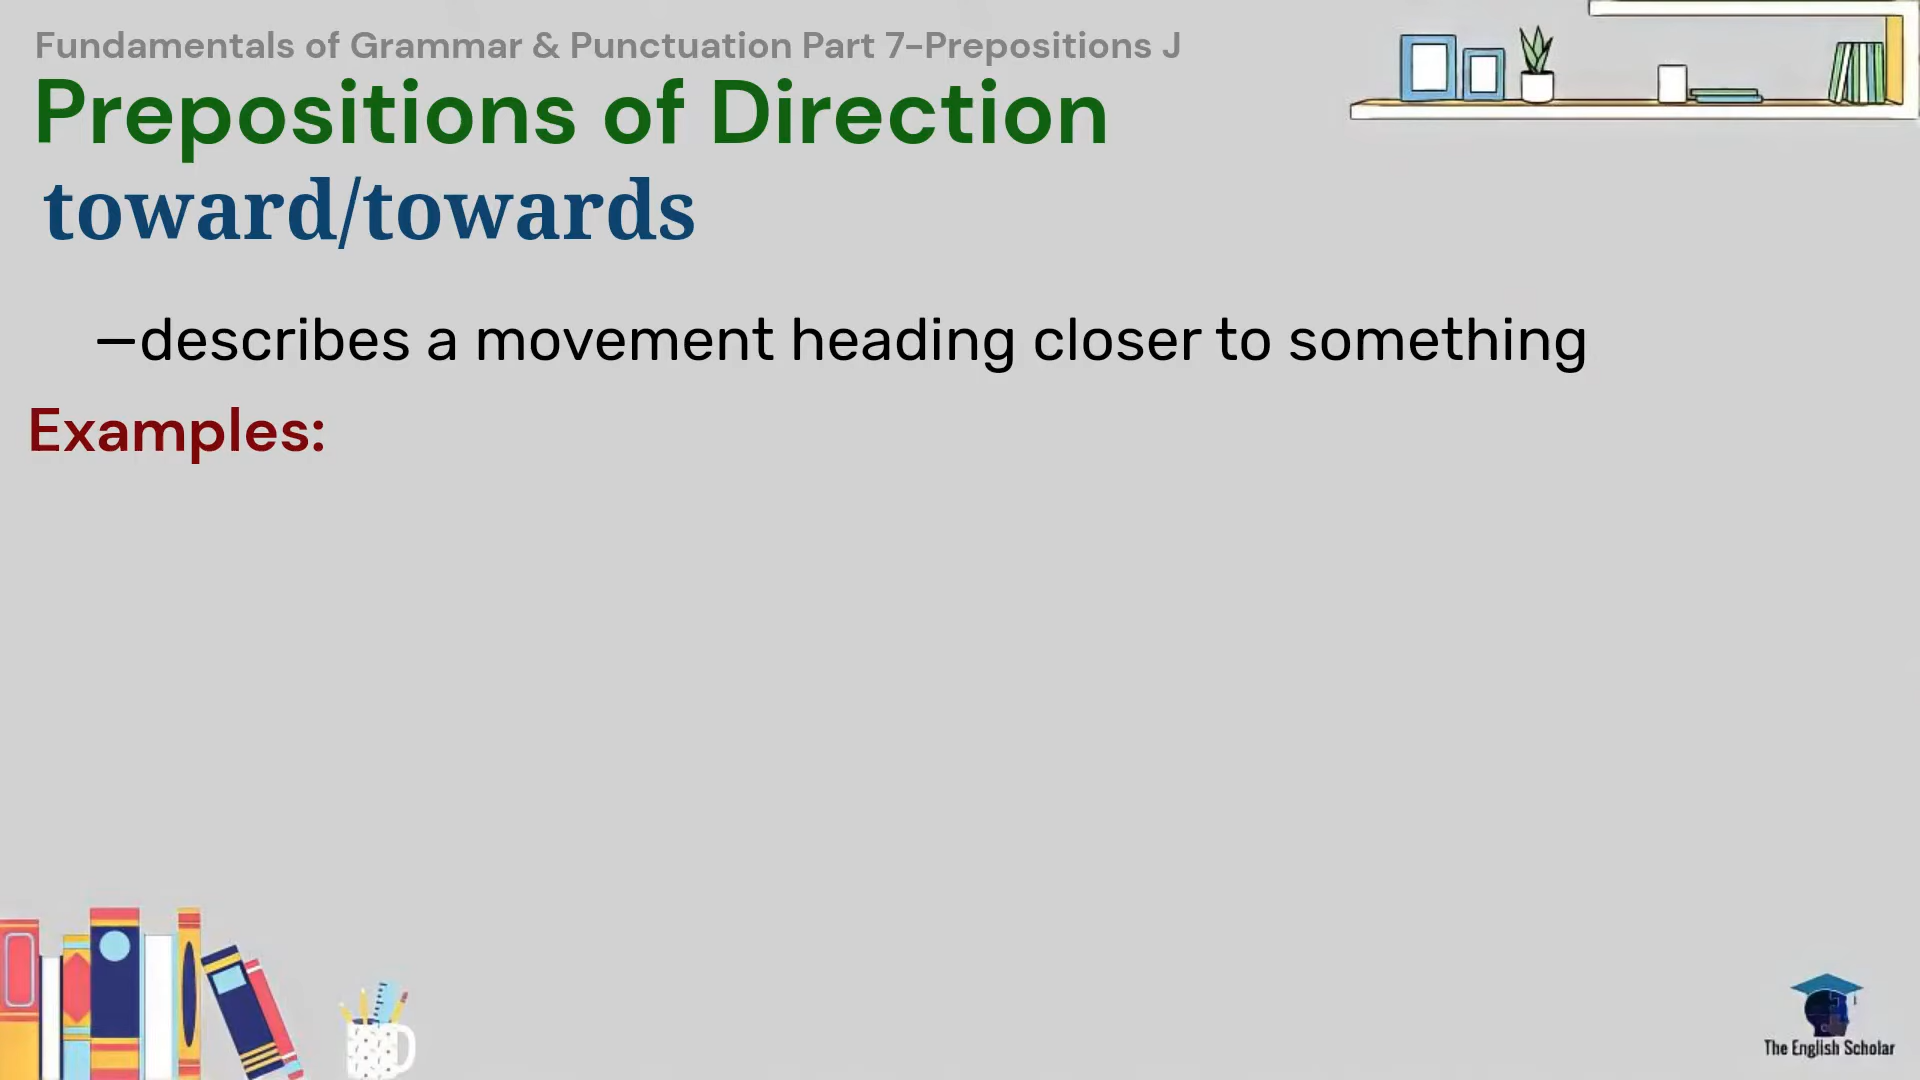 Fundamentals of Grammar & Punctuation Part 7-Prepositions J
Prepositions of Direction
toward/towards
—describes a movement heading closer to something
Examples:
The English Scholar